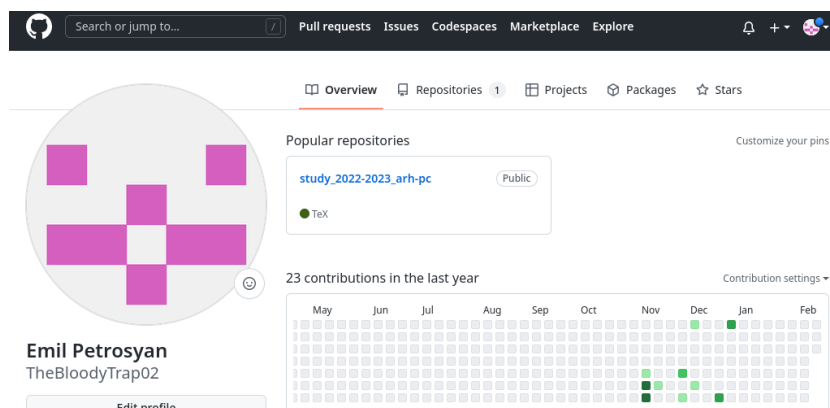 Search or jump to... /
Pull requests Issues Codespaces Marketplace Explore
Overview Repositories 1 Projects Packages Stars
Popular repositories
Customize your pins
study_2022-2023_arh-pc
Public
TeX
23 contributions in the last year
Contribution settings
May Jun Jul Aug Sep Oct Nov Dec Jan Feb
Emil Petrosyan
TheBloodyTrap02
Edit profile